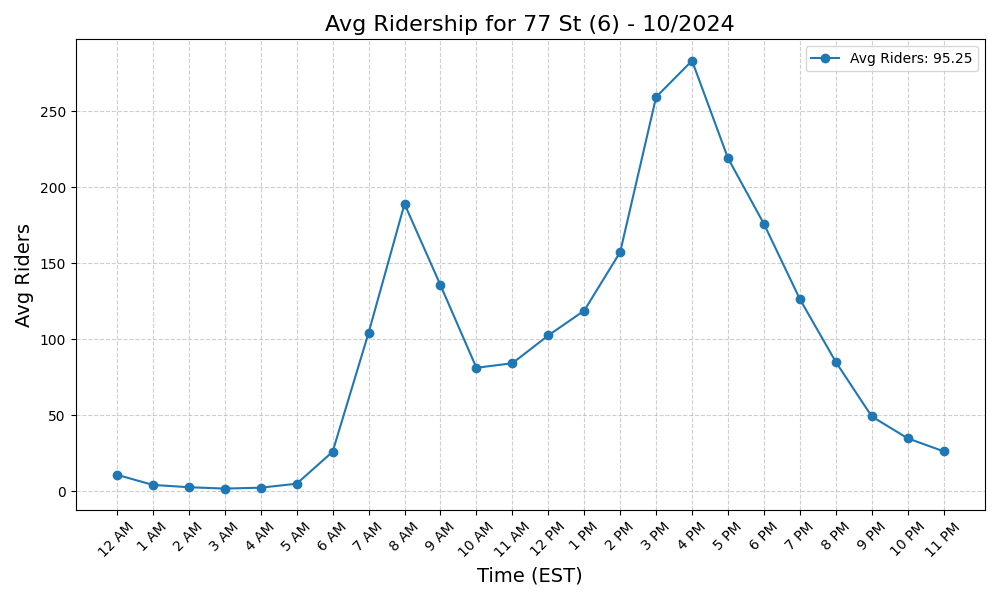 Avg Ridership for 77 St (6) - 10/2024
Avg Riders: 95.25
Avg Riders
250
200
150
100
50
0
12 AM
1 AM
2 AM
3 AM
4 AM
5 AM
6 AM
7 AM
8 AM
9 AM
10 AM
11 AM
12 PM
1 PM
2 PM
3 PM
4 PM
5 PM
6 PM
7 PM
8 PM
9 PM
10 PM
11 PM
Time (EST)